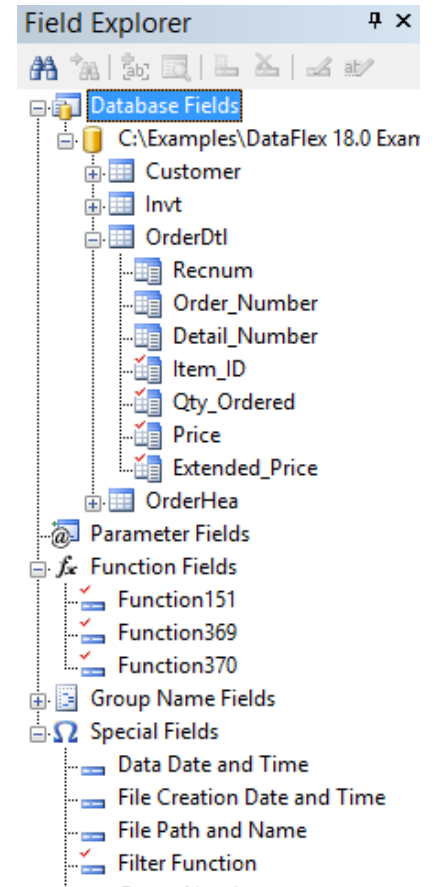 Field Explorer
Database Fields
C:\Examples\DataFlex 18.0 Exam
Customer
Invt
OrderDtl
Recnum
Order_Number
Detail_Number
Item_ID
Qty_Ordered
Price
Extended_Price
OrderHea
Parameter Fields
Function Fields
Function151
Function369
Function370
Group Name Fields
Special Fields
Data Date and Time
File Creation Date and Time
File Path and Name
Filter Function